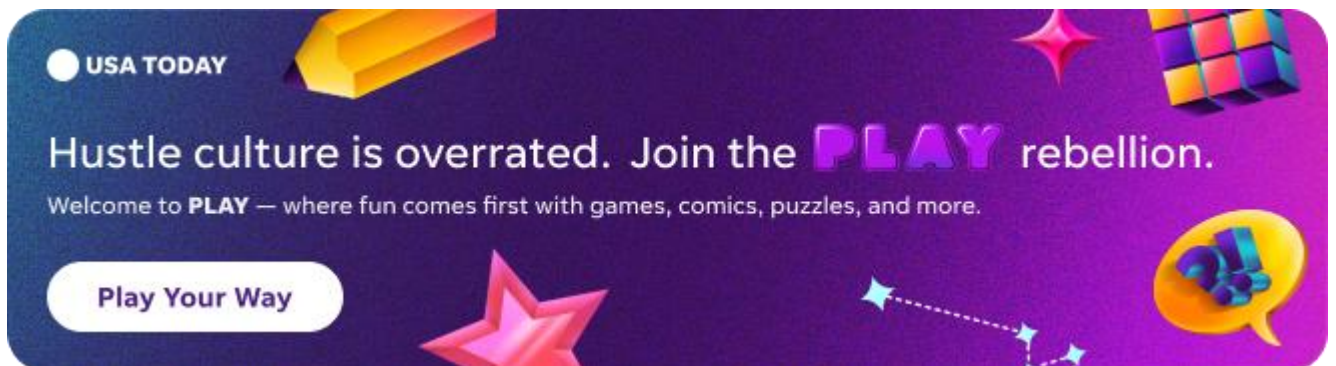 USA TODAY
Hustle culture is overrated. Join the PLAY rebellion.
Welcome to PLAY — where fun comes first with games, comics, puzzles, and more.
Play Your Way
?!